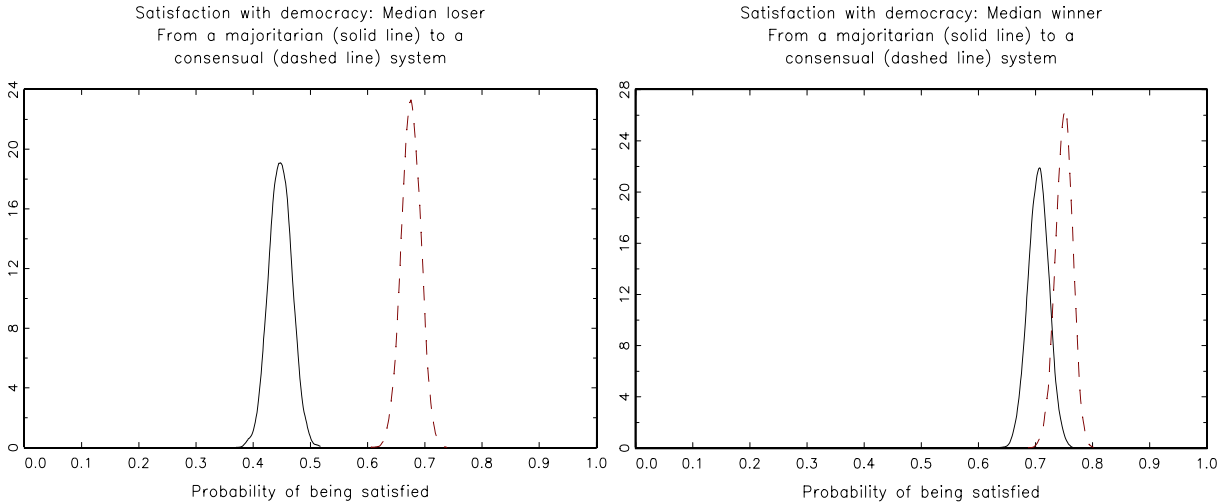 Satisfaction with democracy: Median loser
From a majoritarian (solid line) to a
consensual (dashed line) system
24
20
16
12
8
4
0
0.0 0.1 0.2 0.3 0.4 0.5 0.6 0.7 0.8 0.9 1.0
Probability of being satisfied
Satisfaction with democracy: Median winner
From a majoritarian (solid line) to a
consensual (dashed line) system
28
24
20
16
12
8
4
0
0.0 0.1 0.2 0.3 0.4 0.5 0.6 0.7 0.8 0.9 1.0
Probability of being satisfied